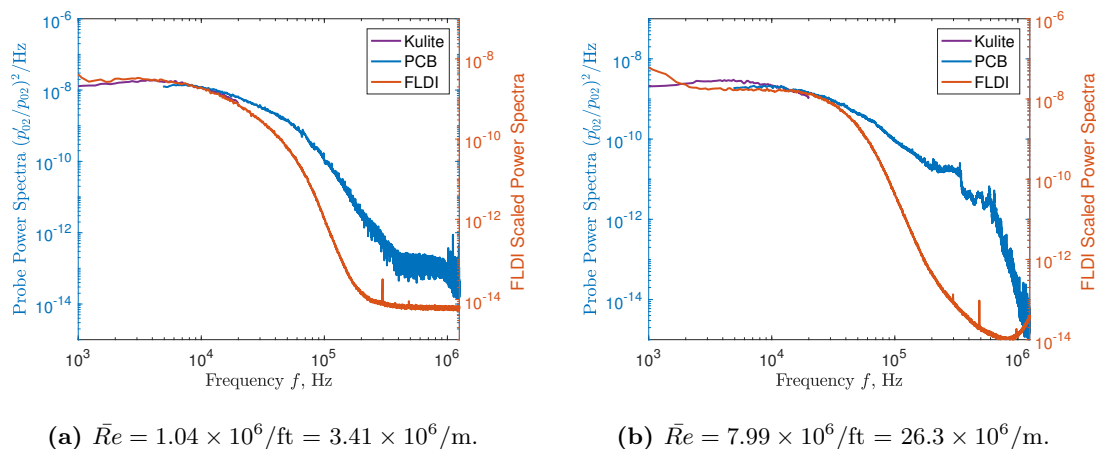 10^-6
10^-8
10^-10
10^-12
10^-14
Probe Power Spectra (p′_02/p_02)^2/Hz
Kulite
PCB
FLDI
10^-8
10^-10
10^-12
10^-14
FLDI Scaled Power Spectra
10^3 10^4 10^5 10^6
Frequency f, Hz
10^-8
10^-10
10^-12
10^-14
Probe Power Spectra (p′_02/p_02)^2/Hz
Kulite
PCB
FLDI
10^-6
10^-8
10^-10
10^-12
10^-14
FLDI Scaled Power Spectra
10^3 10^4 10^5 10^6
Frequency f, Hz
(a) R̄e = 1.04 × 10^6/ft = 3.41 × 10^6/m.
(b) R̄e = 7.99 × 10^6/ft = 26.3 × 10^6/m.